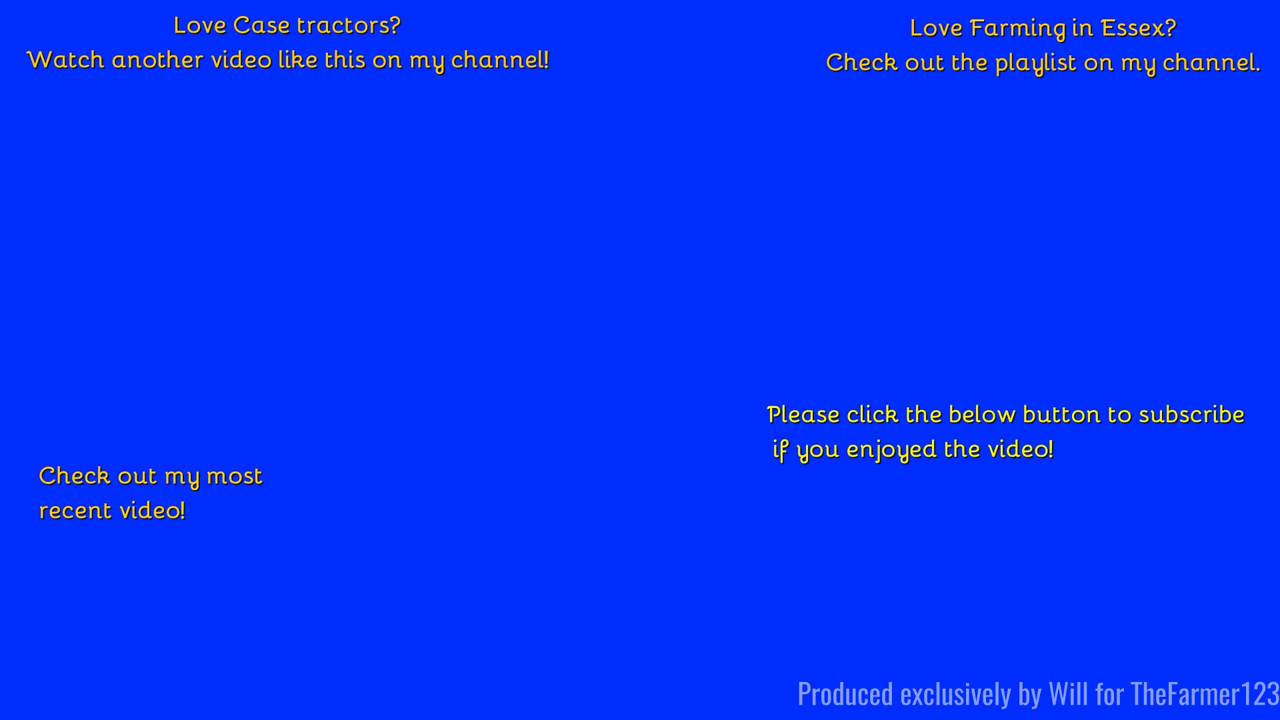 Love Case tractors?
Watch another video like this on my channel!
Love Farming in Essex?
Check out the playlist on my channel.
Please click the below button to subscribe
if you enjoyed the video!
Check out my most
recent video!
Produced exclusively by Will for TheFarmer123